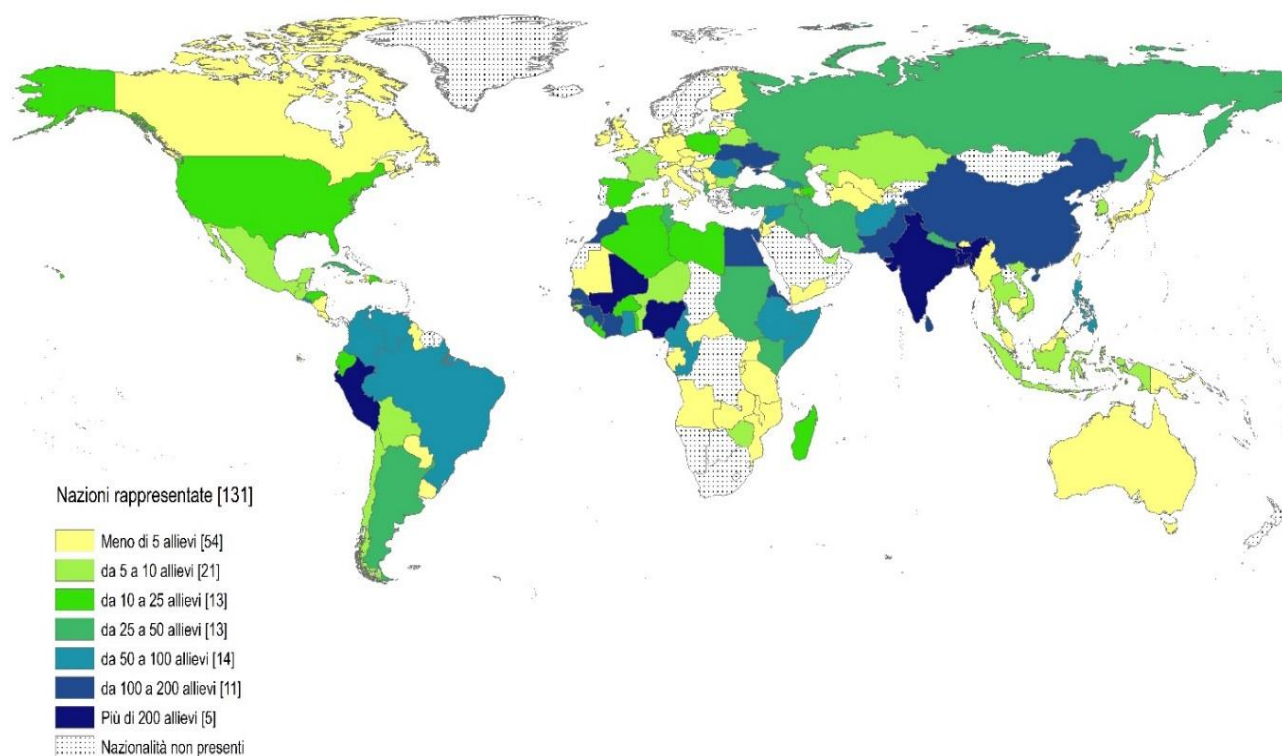 Nazioni rappresentate [131]
Meno di 5 allievi [54]
da 5 a 10 allievi [21]
da 10 a 25 allievi [13]
da 25 a 50 allievi [13]
da 50 a 100 allievi [14]
da 100 a 200 allievi [11]
Più di 200 allievi [5]
Nazionalità non presenti